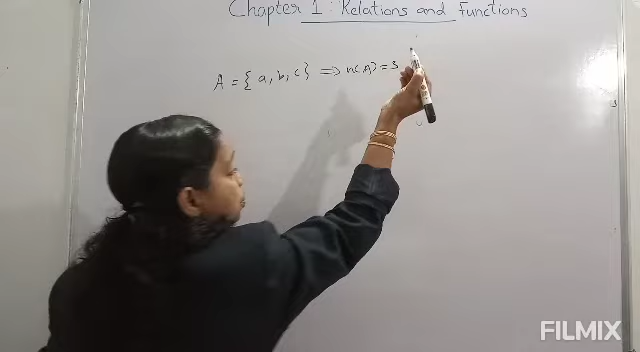 Chapter 1: Relations and Functions
A = { a, b, c } ⇒ n(A) = 3
FILMIX